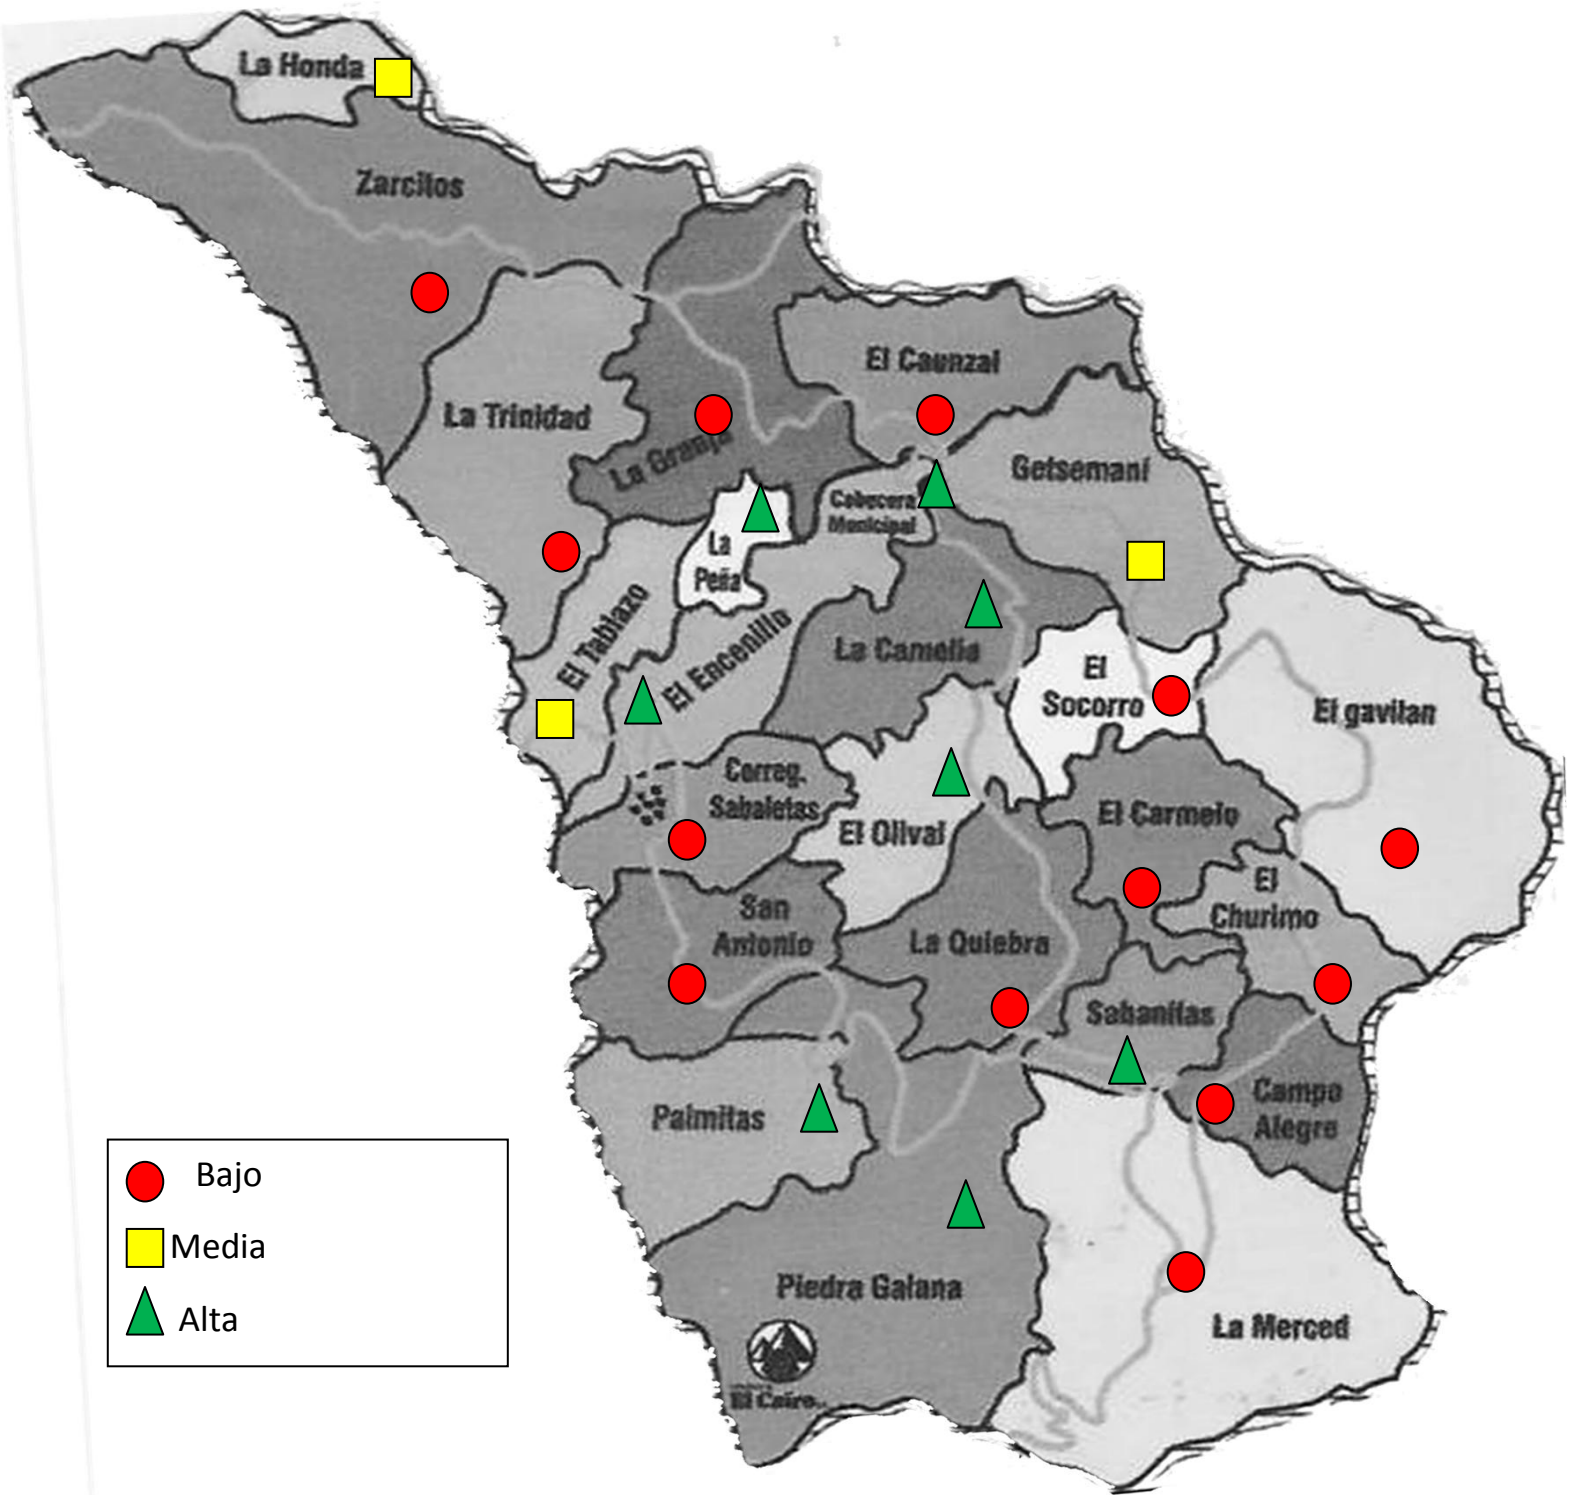 La Honda
Zarcitos
El Caunzal
La Trinidad
La Granja
Getsemaní
Cabecera
Municipal
La
Peña
El Tablazo
El Encenillo
La Camelia
El
Socorro
El gavilan
Correg.
Sabaletas
El Olival
El Carmelo
El
Churimo
San
Antonio
La Quiebra
Sabanitas
Campo
Alegre
Palmitas
Piedra Galana
La Merced
El Cairo
Bajo
Media
Alta